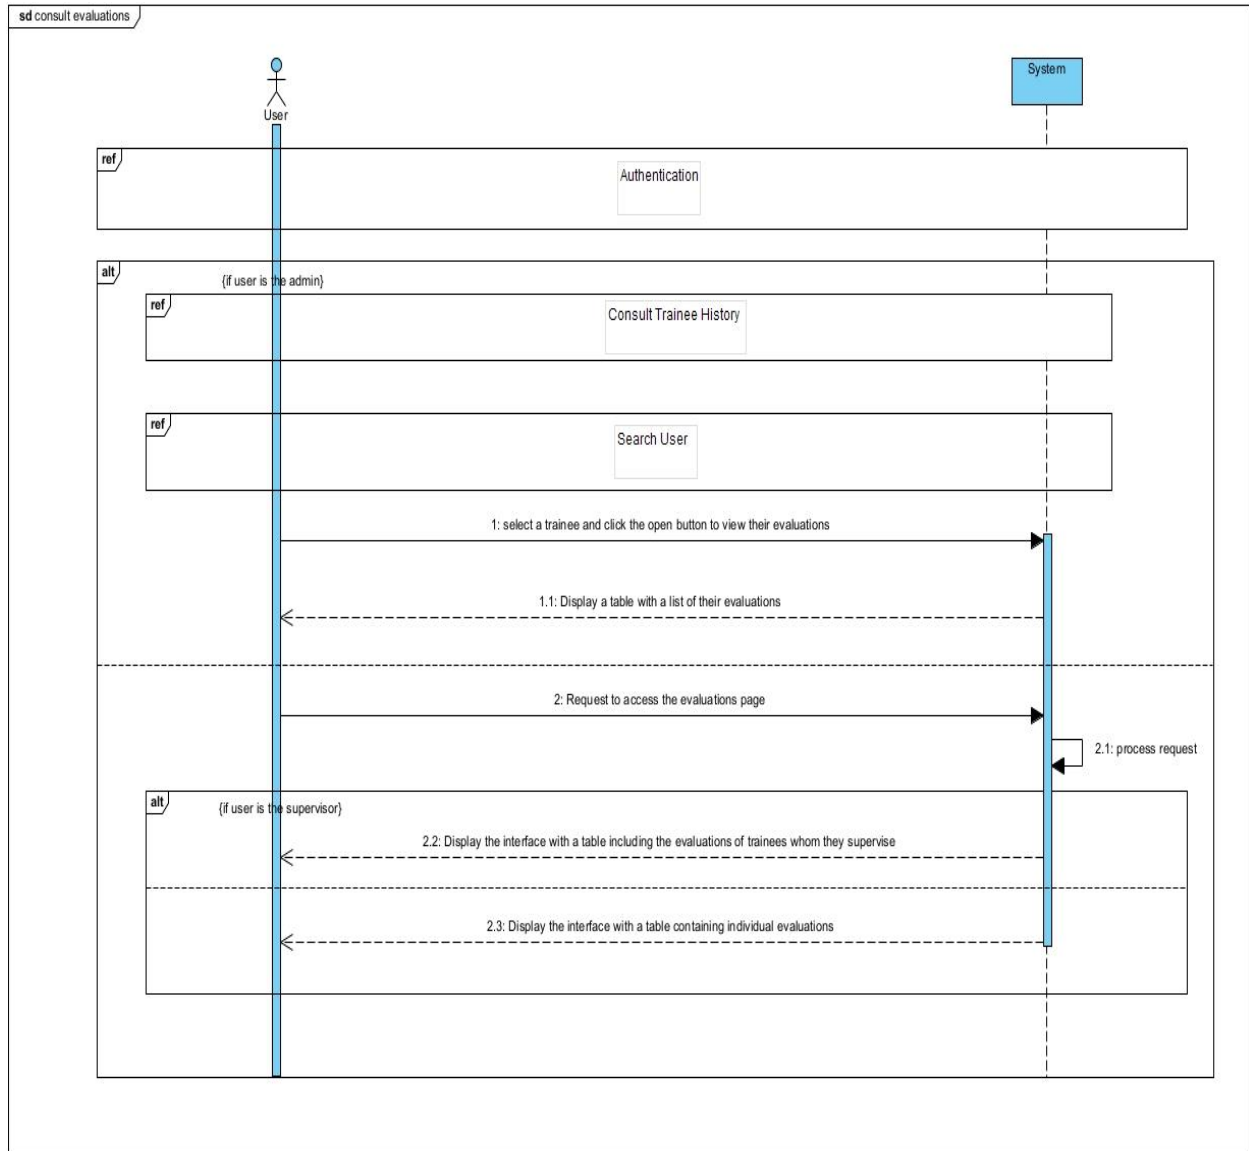 sd consult evaluations
System
User
ref
Authentication
alt
{if user is the admin}
ref
Consult Trainee History
ref
Search User
1: select a trainee and click the open button to view their evaluations
1.1: Display a table with a list of their evaluations
2: Request to access the evaluations page
2.1: process request
alt
{if user is the supervisor}
2.2: Display the interface with a table including the evaluations of trainees whom they supervise
2.3: Display the interface with a table containing individual evaluations